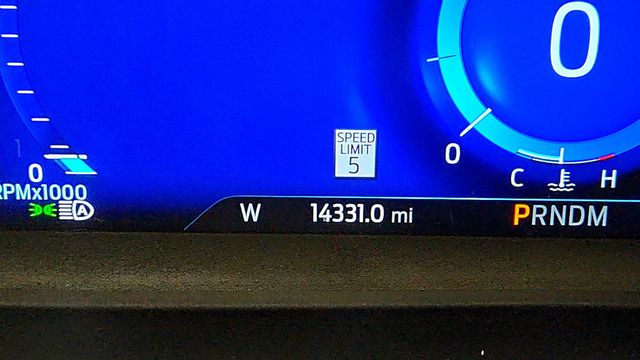 0
SPEED
LIMIT
5
0
0
C H
RPMx1000
A
W 14331.0 mi PRNDM